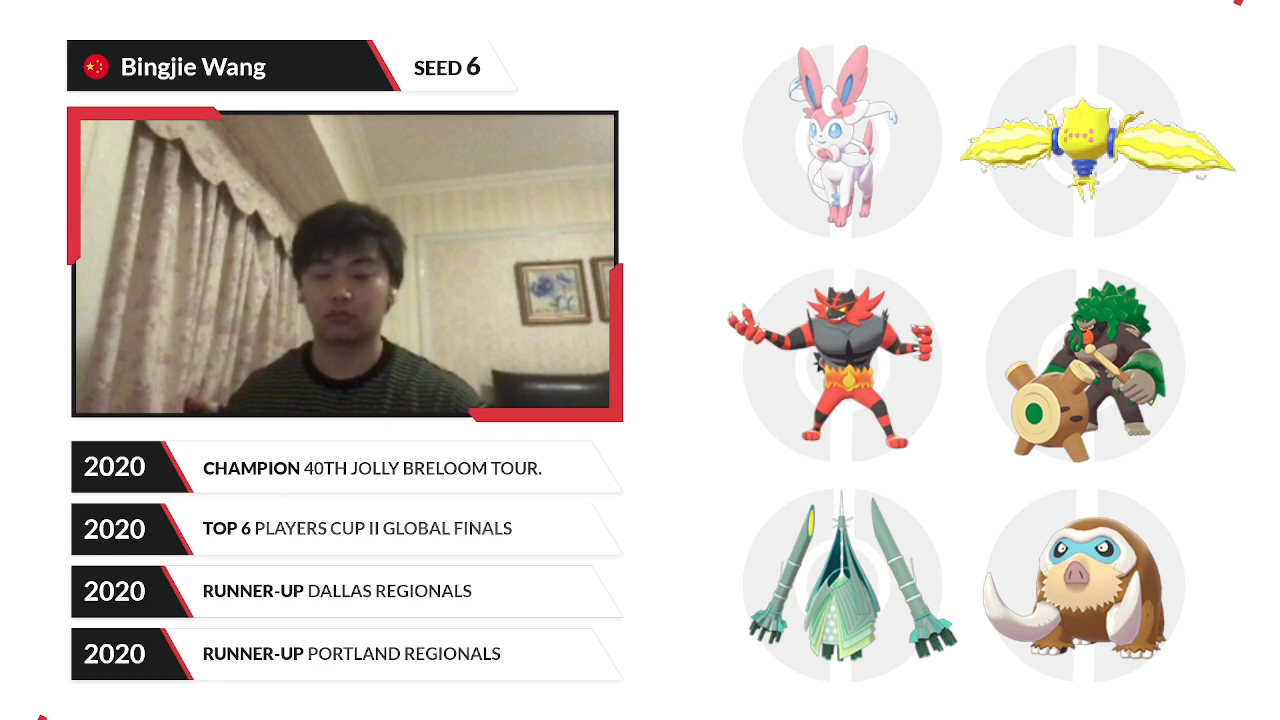 Bingjie Wang
SEED 6
2020
CHAMPION 40TH JOLLY BRELOOM TOUR.
2020
TOP 6 PLAYERS CUP II GLOBAL FINALS
2020
RUNNER-UP DALLAS REGIONALS
2020
RUNNER-UP PORTLAND REGIONALS